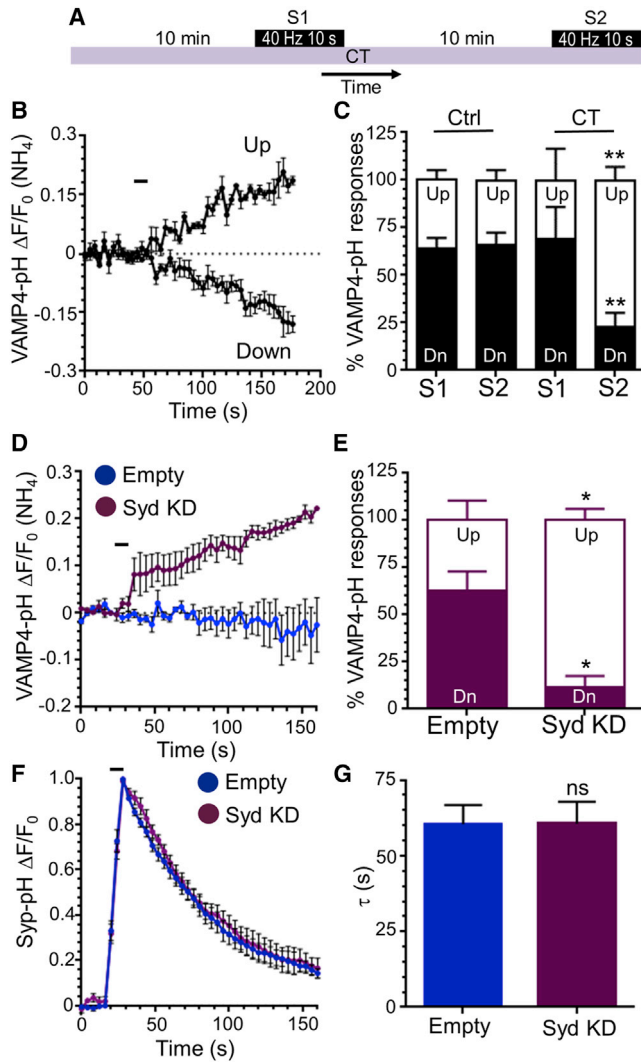 A
S1
S2
10 min
40 Hz 10 s
10 min
40 Hz 10 s
CT
Time
B
VAMP4-pH ΔF/F0 (NH4)
0.3
0.15
0
-0.15
-0.3
Up
Down
0 50 100 150 200
Time (s)
C
Ctrl CT
% VAMP4-pH responses
125
100
75
50
25
0
Up Up Up Up
**
**
Dn Dn Dn Dn
S1 S2 S1 S2
D
Empty
Syd KD
VAMP4-pH ΔF/F0 (NH4)
0.3
0.2
0.1
0
-0.1
-0.2
0 50 100 150
Time (s)
E
% VAMP4-pH responses
125
100
75
50
25
0
Up Up
*
*
Dn Dn
Empty Syd KD
F
Empty
Syd KD
Syp-pH ΔF/F0
1.0
0.8
0.6
0.4
0.2
0
0 50 100 150
Time (s)
G
τ (s)
75
50
25
0
ns
Empty Syd KD